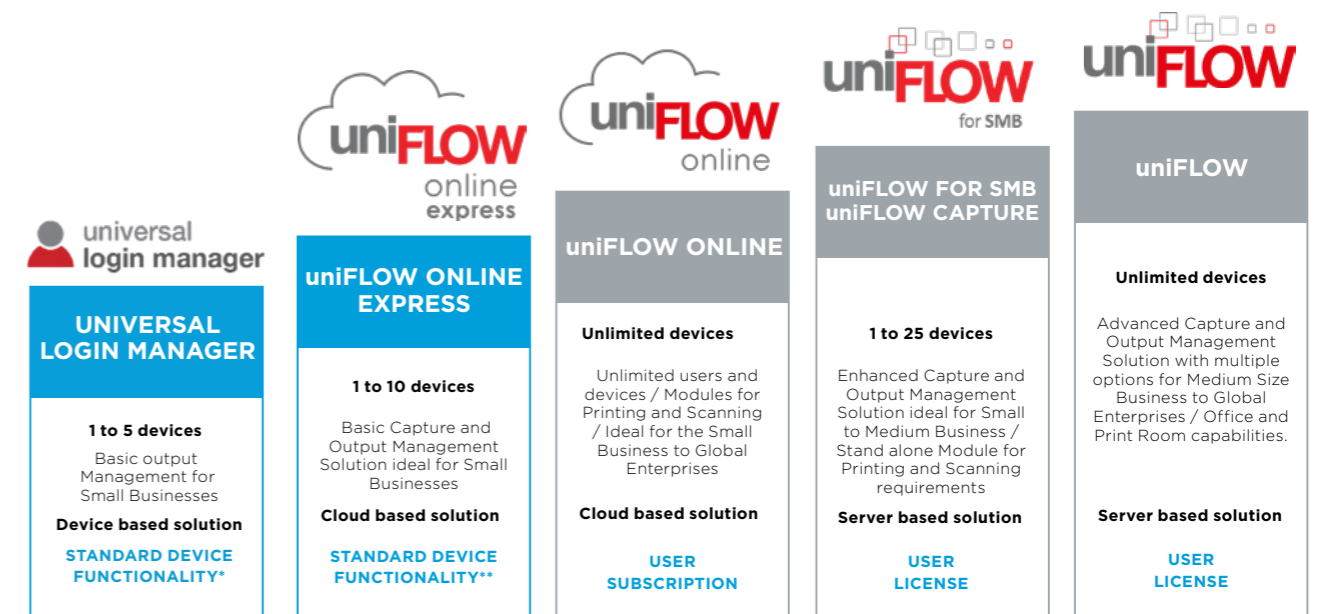 universal
login manager
UNIVERSAL
LOGIN MANAGER
1 to 5 devices
Basic output
Management for
Small Businesses
Device based solution
STANDARD DEVICE
FUNCTIONALITY*
uniFLOW
online
express
uniFLOW ONLINE
EXPRESS
1 to 10 devices
Basic Capture and
Output Management
Solution ideal for Small
Businesses
Cloud based solution
STANDARD DEVICE
FUNCTIONALITY**
uniFLOW
online
uniFLOW ONLINE
Unlimited devices
Unlimited users and
devices / Modules for
Printing and Scanning
/ Ideal for the Small
Business to Global
Enterprises
Cloud based solution
USER
SUBSCRIPTION
uniFLOW
for SMB
uniFLOW FOR SMB
uniFLOW CAPTURE
1 to 25 devices
Enhanced Capture and
Output Management
Solution ideal for Small
to Medium Business /
Stand alone Module for
Printing and Scanning
requirements
Server based solution
USER
LICENSE
uniFLOW
uniFLOW
Unlimited devices
Advanced Capture and
Output Management
Solution with multiple
options for Medium Size
Business to Global
Enterprises / Office and
Print Room capabilities.
Server based solution
USER
LICENSE